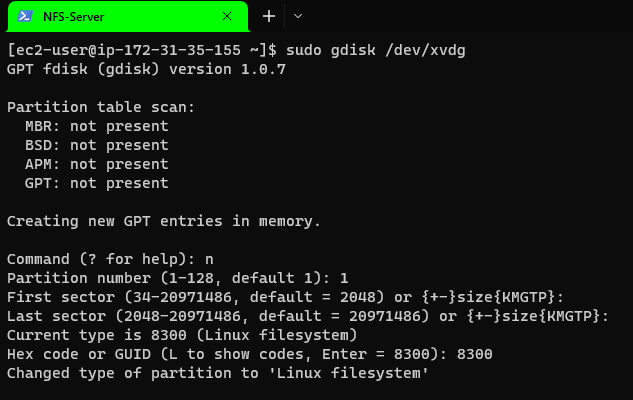 NFS-Server
[ec2-user@ip-172-31-35-155 ~]$ sudo gdisk /dev/xvdg
GPT fdisk (gdisk) version 1.0.7
Partition table scan:
  MBR: not present
  BSD: not present
  APM: not present
  GPT: not present
Creating new GPT entries in memory.
Command (? for help): n
Partition number (1-128, default 1): 1
First sector (34-20971486, default = 2048) or {+-}size{KMGTP}:
Last sector (2048-20971486, default = 20971486) or {+-}size{KMGTP}:
Current type is 8300 (Linux filesystem)
Hex code or GUID (L to show codes, Enter = 8300): 8300
Changed type of partition to 'Linux filesystem'